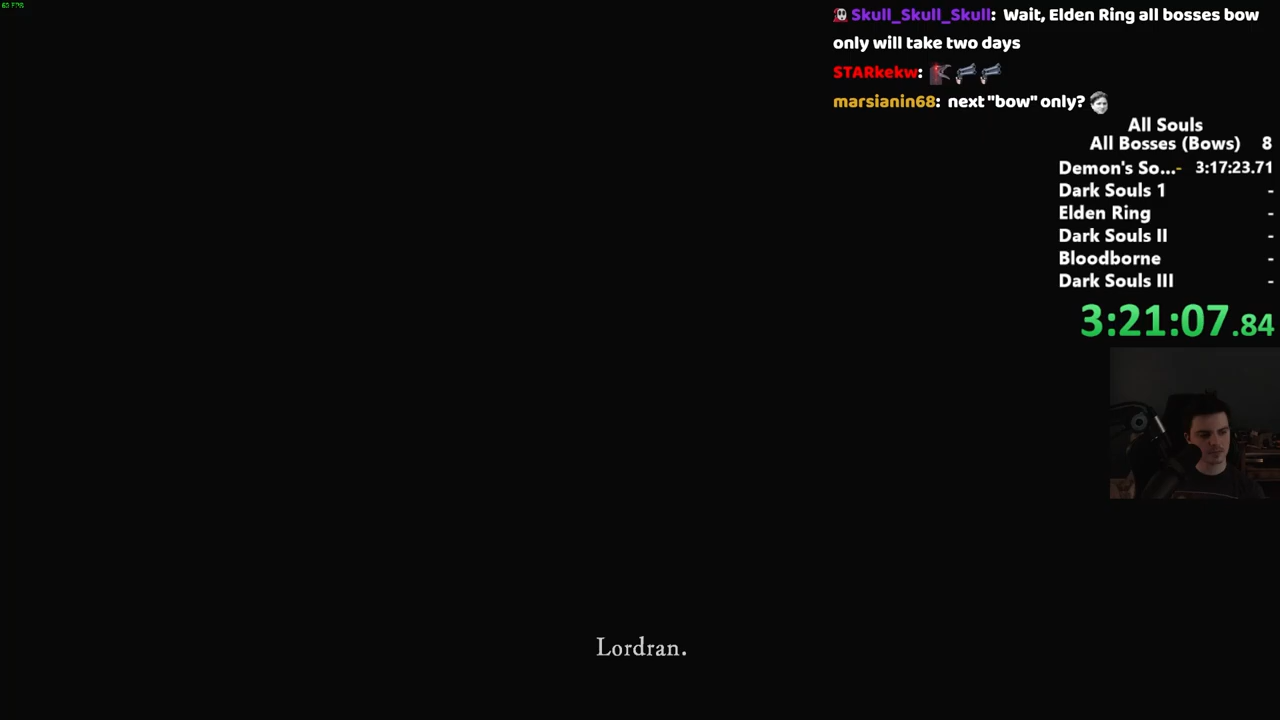 60 FPS
Skull_Skull_Skull: Wait, Elden Ring all bosses bow
only will take two days
STARkekw:
marsianin68: next "bow" only?
All Souls
All Bosses (Bows) 8
Demon's So...- 3:17:23.71
Dark Souls 1 -
Elden Ring -
Dark Souls II -
Bloodborne -
Dark Souls III -
3:21:07.84
Lordran.